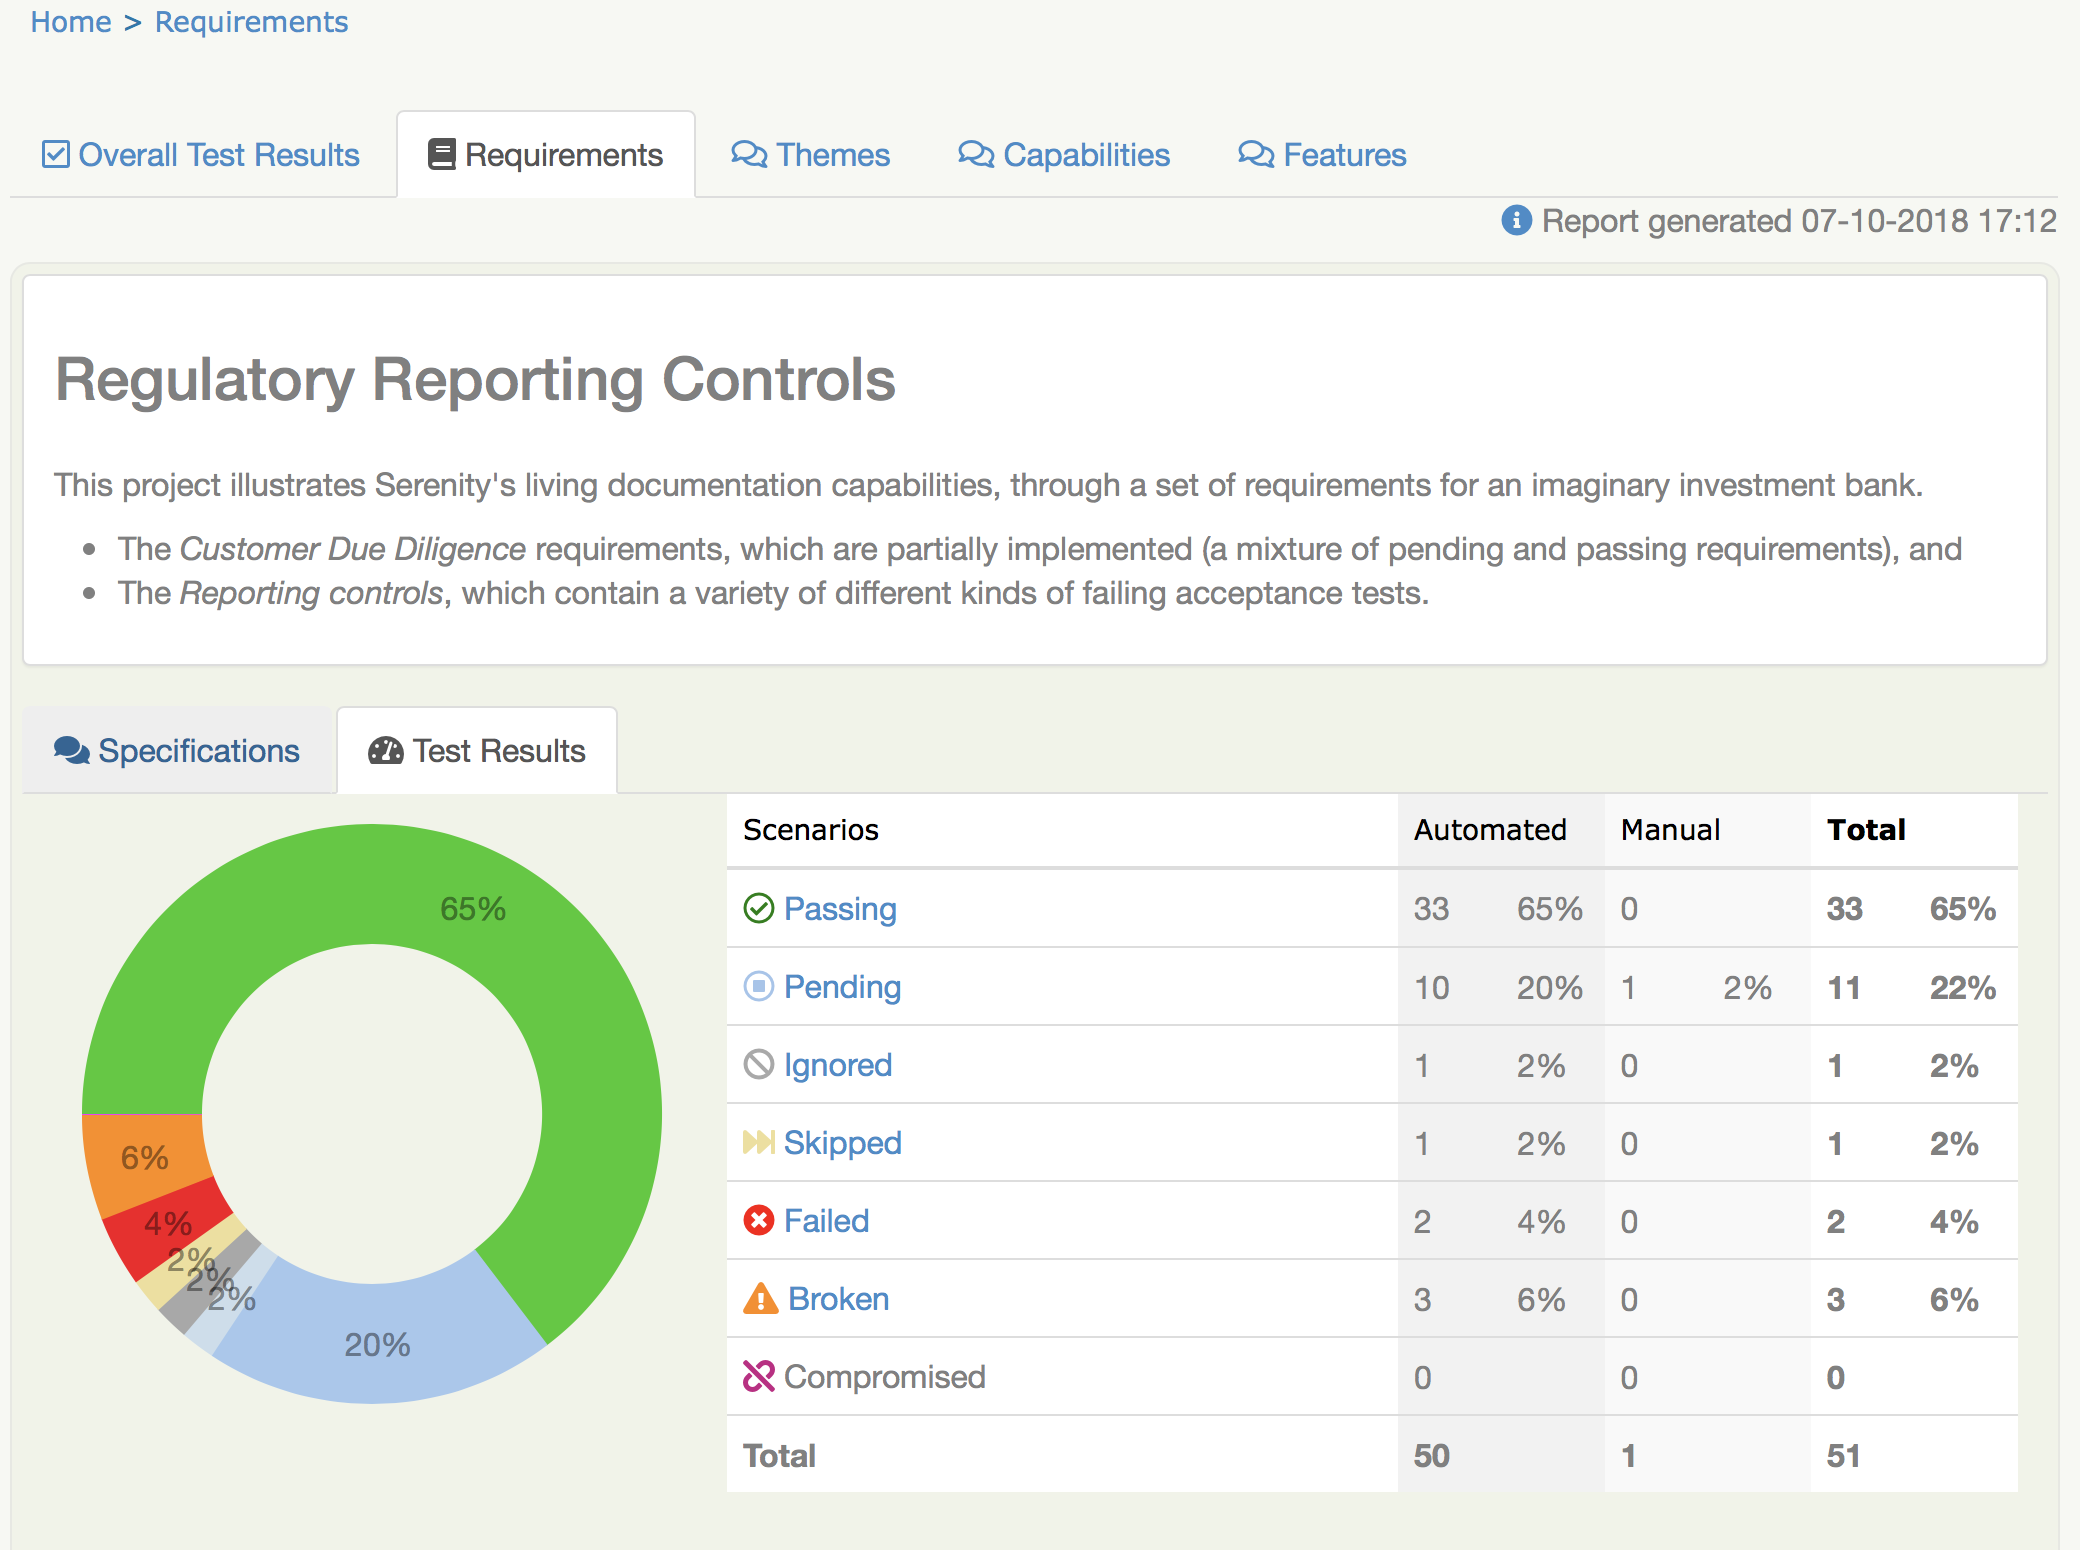 Home > Requirements
Overall Test Results Requirements Themes Capabilities Features
Report generated 07-10-2018 17:12
Regulatory Reporting Controls
This project illustrates Serenity's living documentation capabilities, through a set of requirements for an imaginary investment bank.
• The Customer Due Diligence requirements, which are partially implemented (a mixture of pending and passing requirements), and
• The Reporting controls, which contain a variety of different kinds of failing acceptance tests.
Specifications Test Results
65%
6%
4%
2%
2%
2%
20%
Scenarios Automated Manual Total
Passing 33 65% 0 33 65%
Pending 10 20% 1 2% 11 22%
Ignored 1 2% 0 1 2%
Skipped 1 2% 0 1 2%
Failed 2 4% 0 2 4%
Broken 3 6% 0 3 6%
Compromised 0 0 0
Total 50 1 51